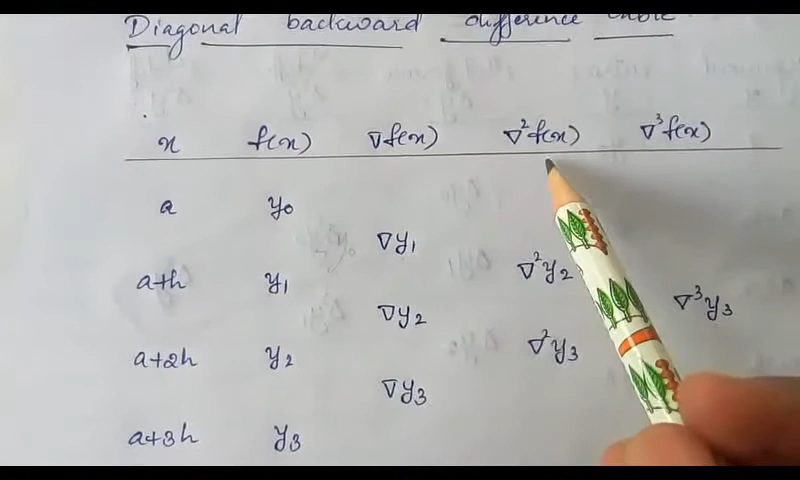 Diagonal backward difference table
x f(x) ∇f(x) ∇²f(x) ∇³f(x)
a y₀
∇y₁
a+h y₁ ∇²y₂
∇y₂ ∇³y₃
a+2h y₂ ∇²y₃
∇y₃
a+3h y₃